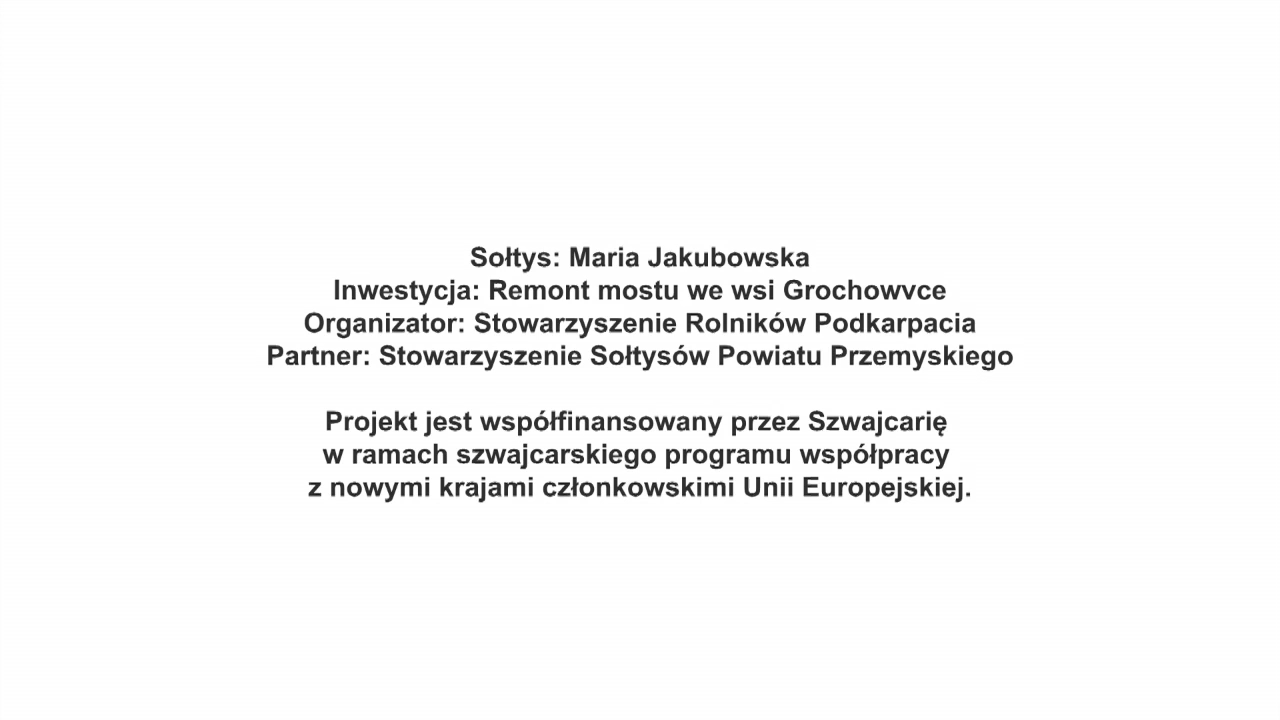 Sołtys: Maria Jakubowska
Inwestycja: Remont mostu we wsi Grochowvce
Organizator: Stowarzyszenie Rolników Podkarpacia
Partner: Stowarzyszenie Sołtysów Powiatu Przemyskiego
Projekt jest współfinansowany przez Szwajcarię
w ramach szwajcarskiego programu współpracy
z nowymi krajami członkowskimi Unii Europejskiej.